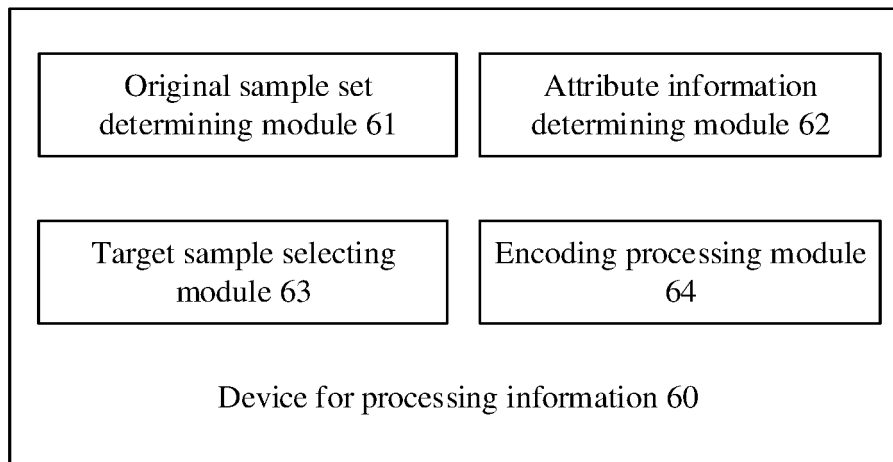 Original sample set
determining module 61
Attribute information
determining module 62
Target sample selecting
module 63
Encoding processing module
64
Device for processing information 60